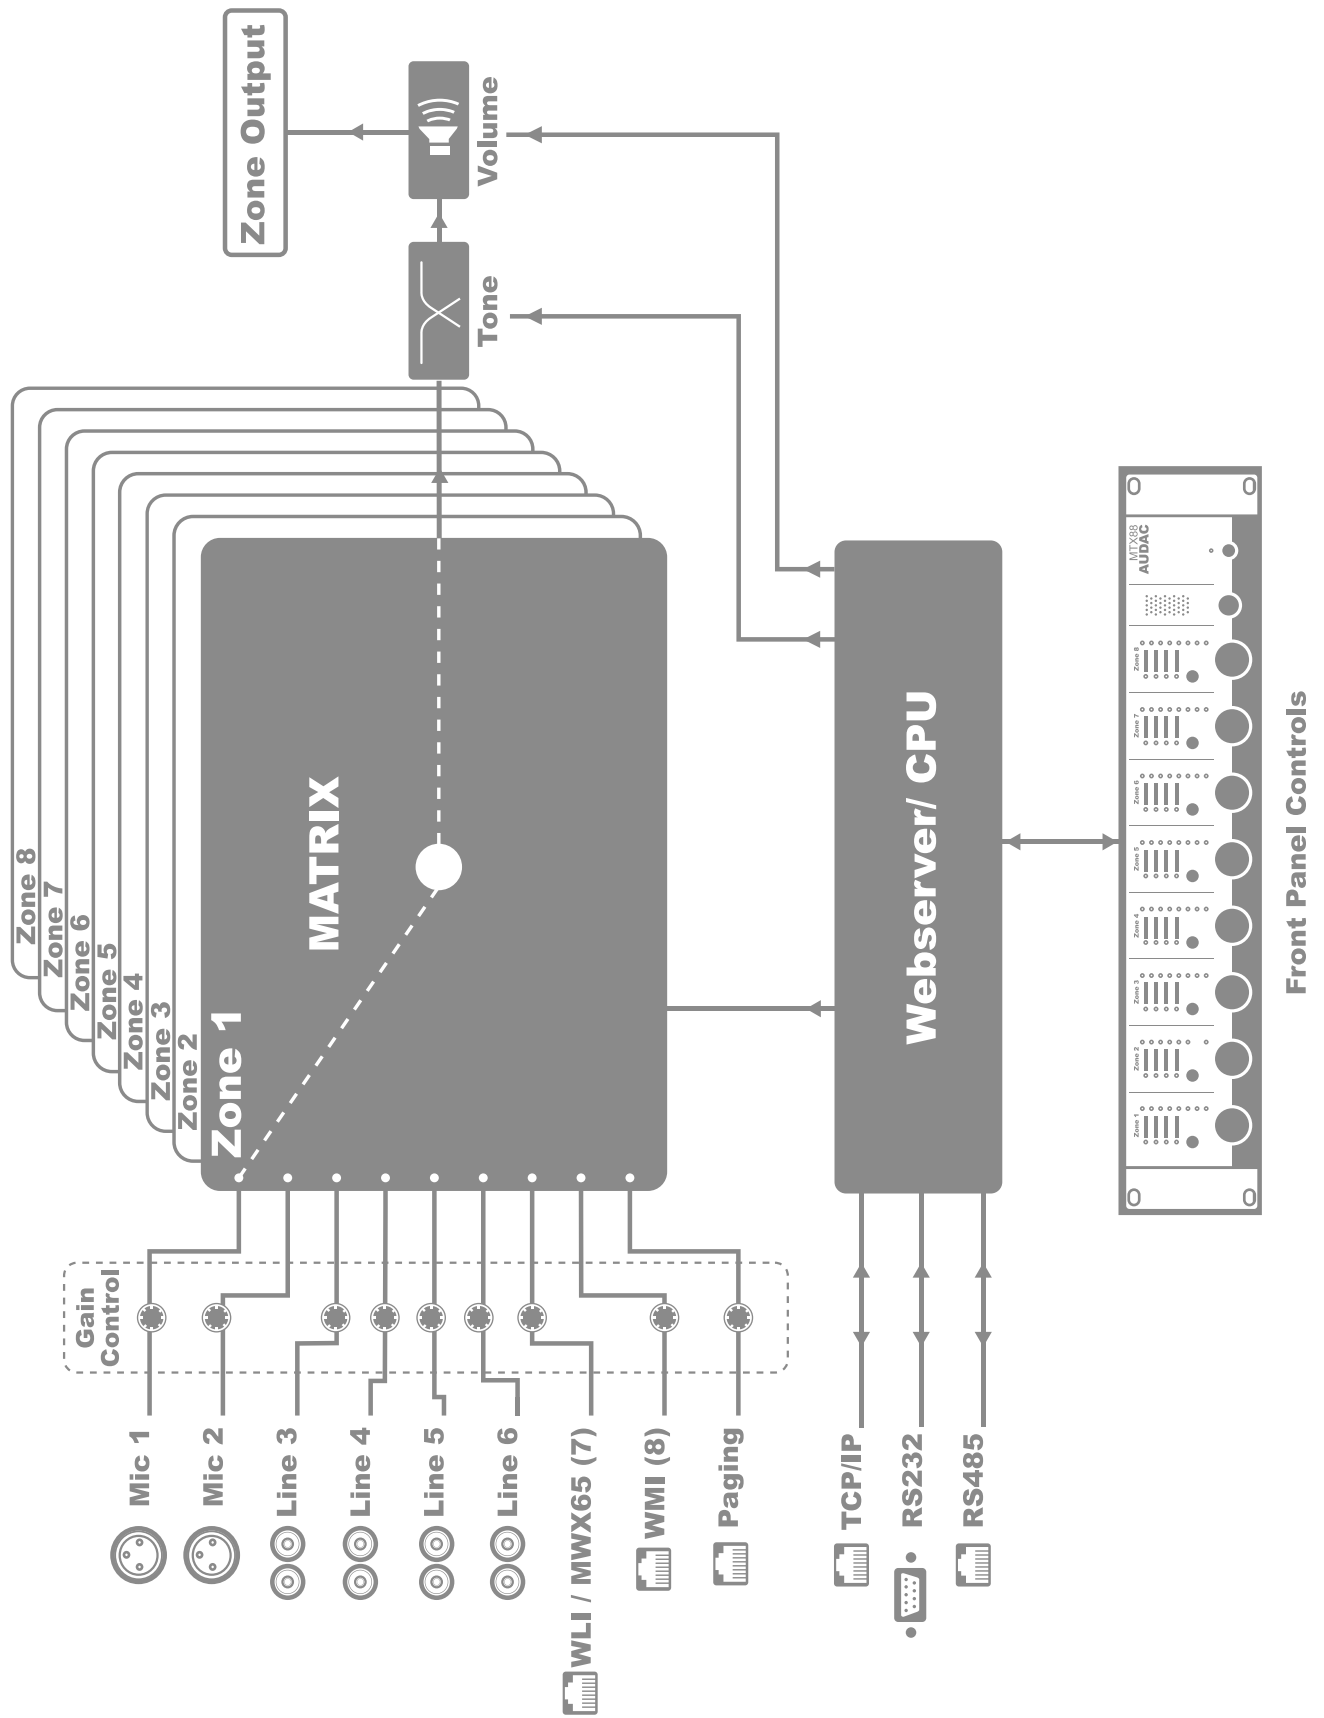 Mic 1
Mic 2
Line 3
Line 4
Line 5
Line 6
WLI / MWX65 (7)
WMI (8)
Paging
TCP/IP
RS232
RS485
Gain
Control
Zone 8
Zone 7
Zone 6
Zone 5
Zone 4
Zone 3
Zone 2
Zone 1
MATRIX
Tone
Volume
Zone Output
Webserver/ CPU
Zone 1
Zone 2
Zone 3
Zone 4
Zone 5
Zone 6
Zone 7
Zone 8
MTX88
AUDAC
Front Panel Controls